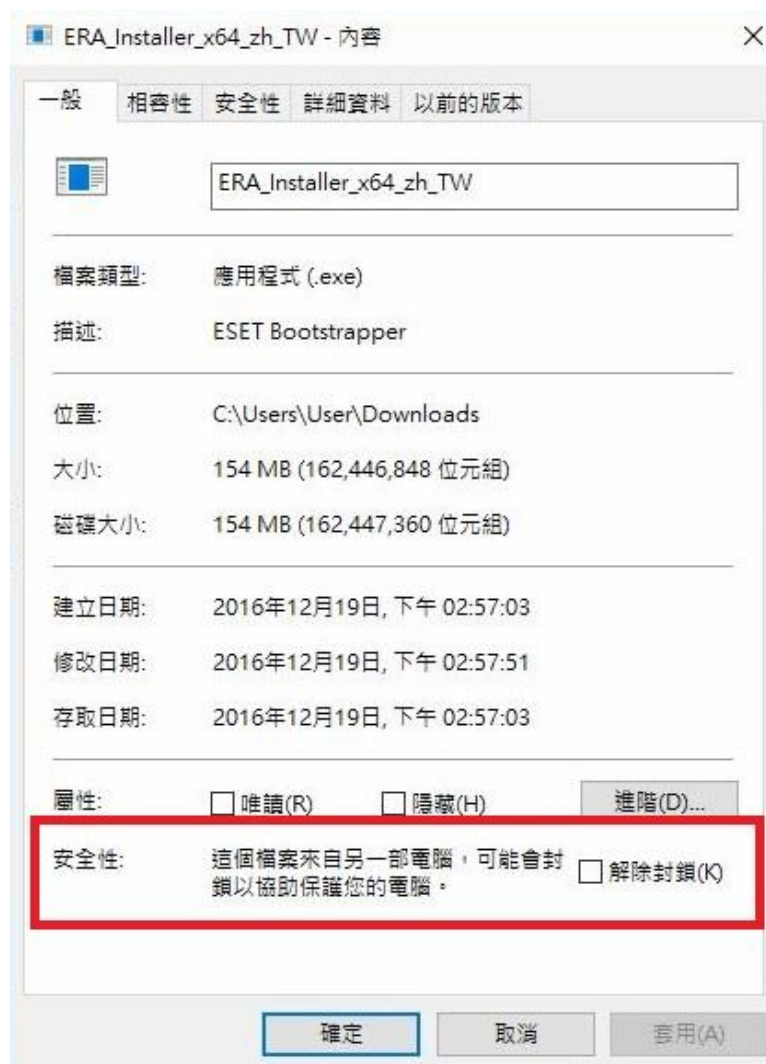 ERA_Installer_x64_zh_TW - 內容
一般 相容性 安全性 詳細資料 以前的版本
ERA_Installer_x64_zh_TW
檔案類型: 應用程式 (.exe)
描述: ESET Bootstrapper
位置: C:\Users\User\Downloads
大小: 154 MB (162,446,848 位元組)
磁碟大小: 154 MB (162,447,360 位元組)
建立日期: 2016年12月19日, 下午 02:57:03
修改日期: 2016年12月19日, 下午 02:57:51
存取日期: 2016年12月19日, 下午 02:57:03
屬性: 唯讀(R) 隱藏(H) 進階(D)...
安全性: 這個檔案來自另一部電腦，可能會封 解除封鎖(K)
鎖以協助保護您的電腦。
確定 取消 套用(A)